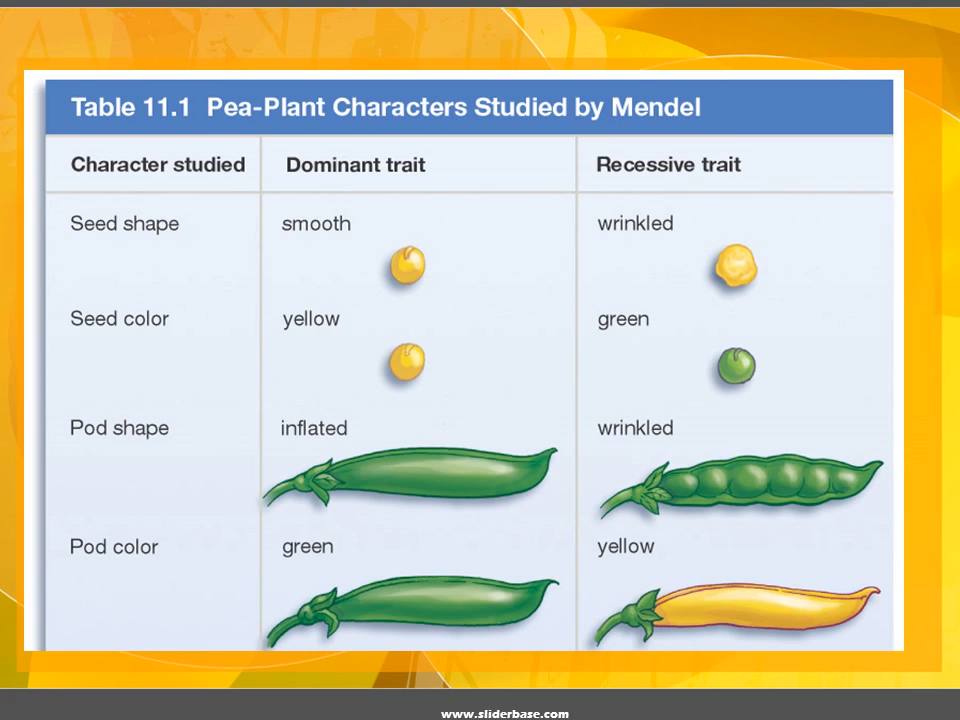 Table 11.1 Pea-Plant Characters Studied by Mendel
Character studied Dominant trait Recessive trait
Seed shape smooth wrinkled
Seed color yellow green
Pod shape inflated wrinkled
Pod color green yellow
www.sliderbase.com